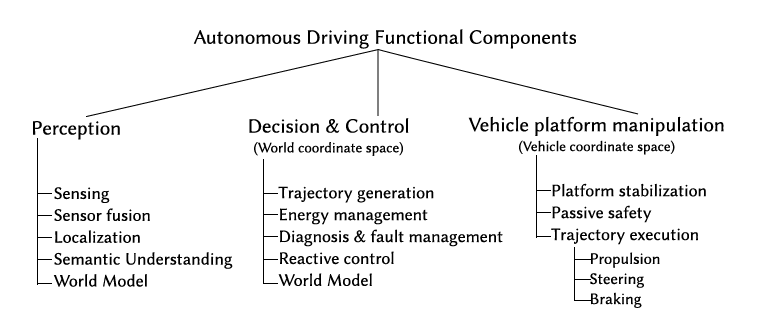 Autonomous Driving Functional Components
Perception
Sensing
Sensor fusion
Localization
Semantic Understanding
World Model
Decision & Control
(World coordinate space)
Trajectory generation
Energy management
Diagnosis & fault management
Reactive control
World Model
Vehicle platform manipulation
(Vehicle coordinate space)
Platform stabilization
Passive safety
Trajectory execution
Propulsion
Steering
Braking